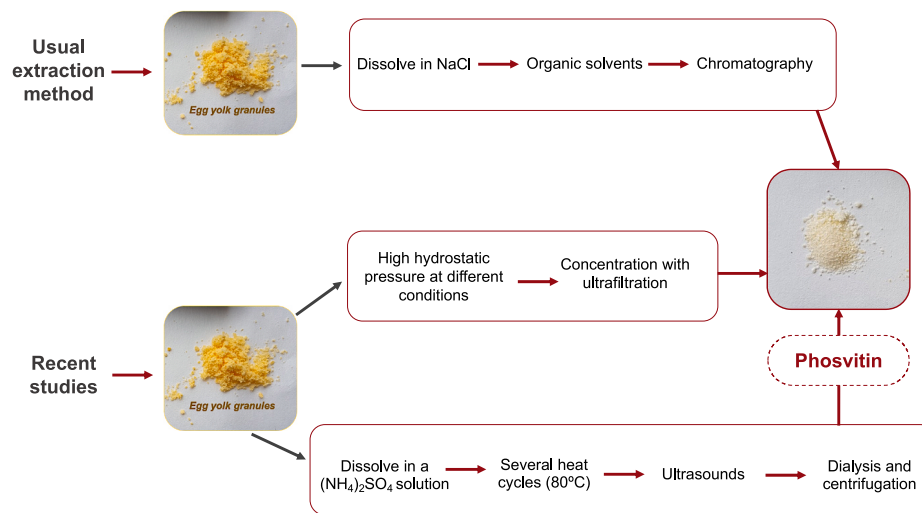 Usual
extraction
method
Egg yolk granules
Dissolve in NaCl
Organic solvents
Chromatography
High hydrostatic
pressure at different
conditions
Concentration with
ultrafiltration
Recent
studies
Egg yolk granules
Phosvitin
Dissolve in a
(NH₄)₂SO₄ solution
Several heat
cycles (80ºC)
Ultrasounds
Dialysis and
centrifugation